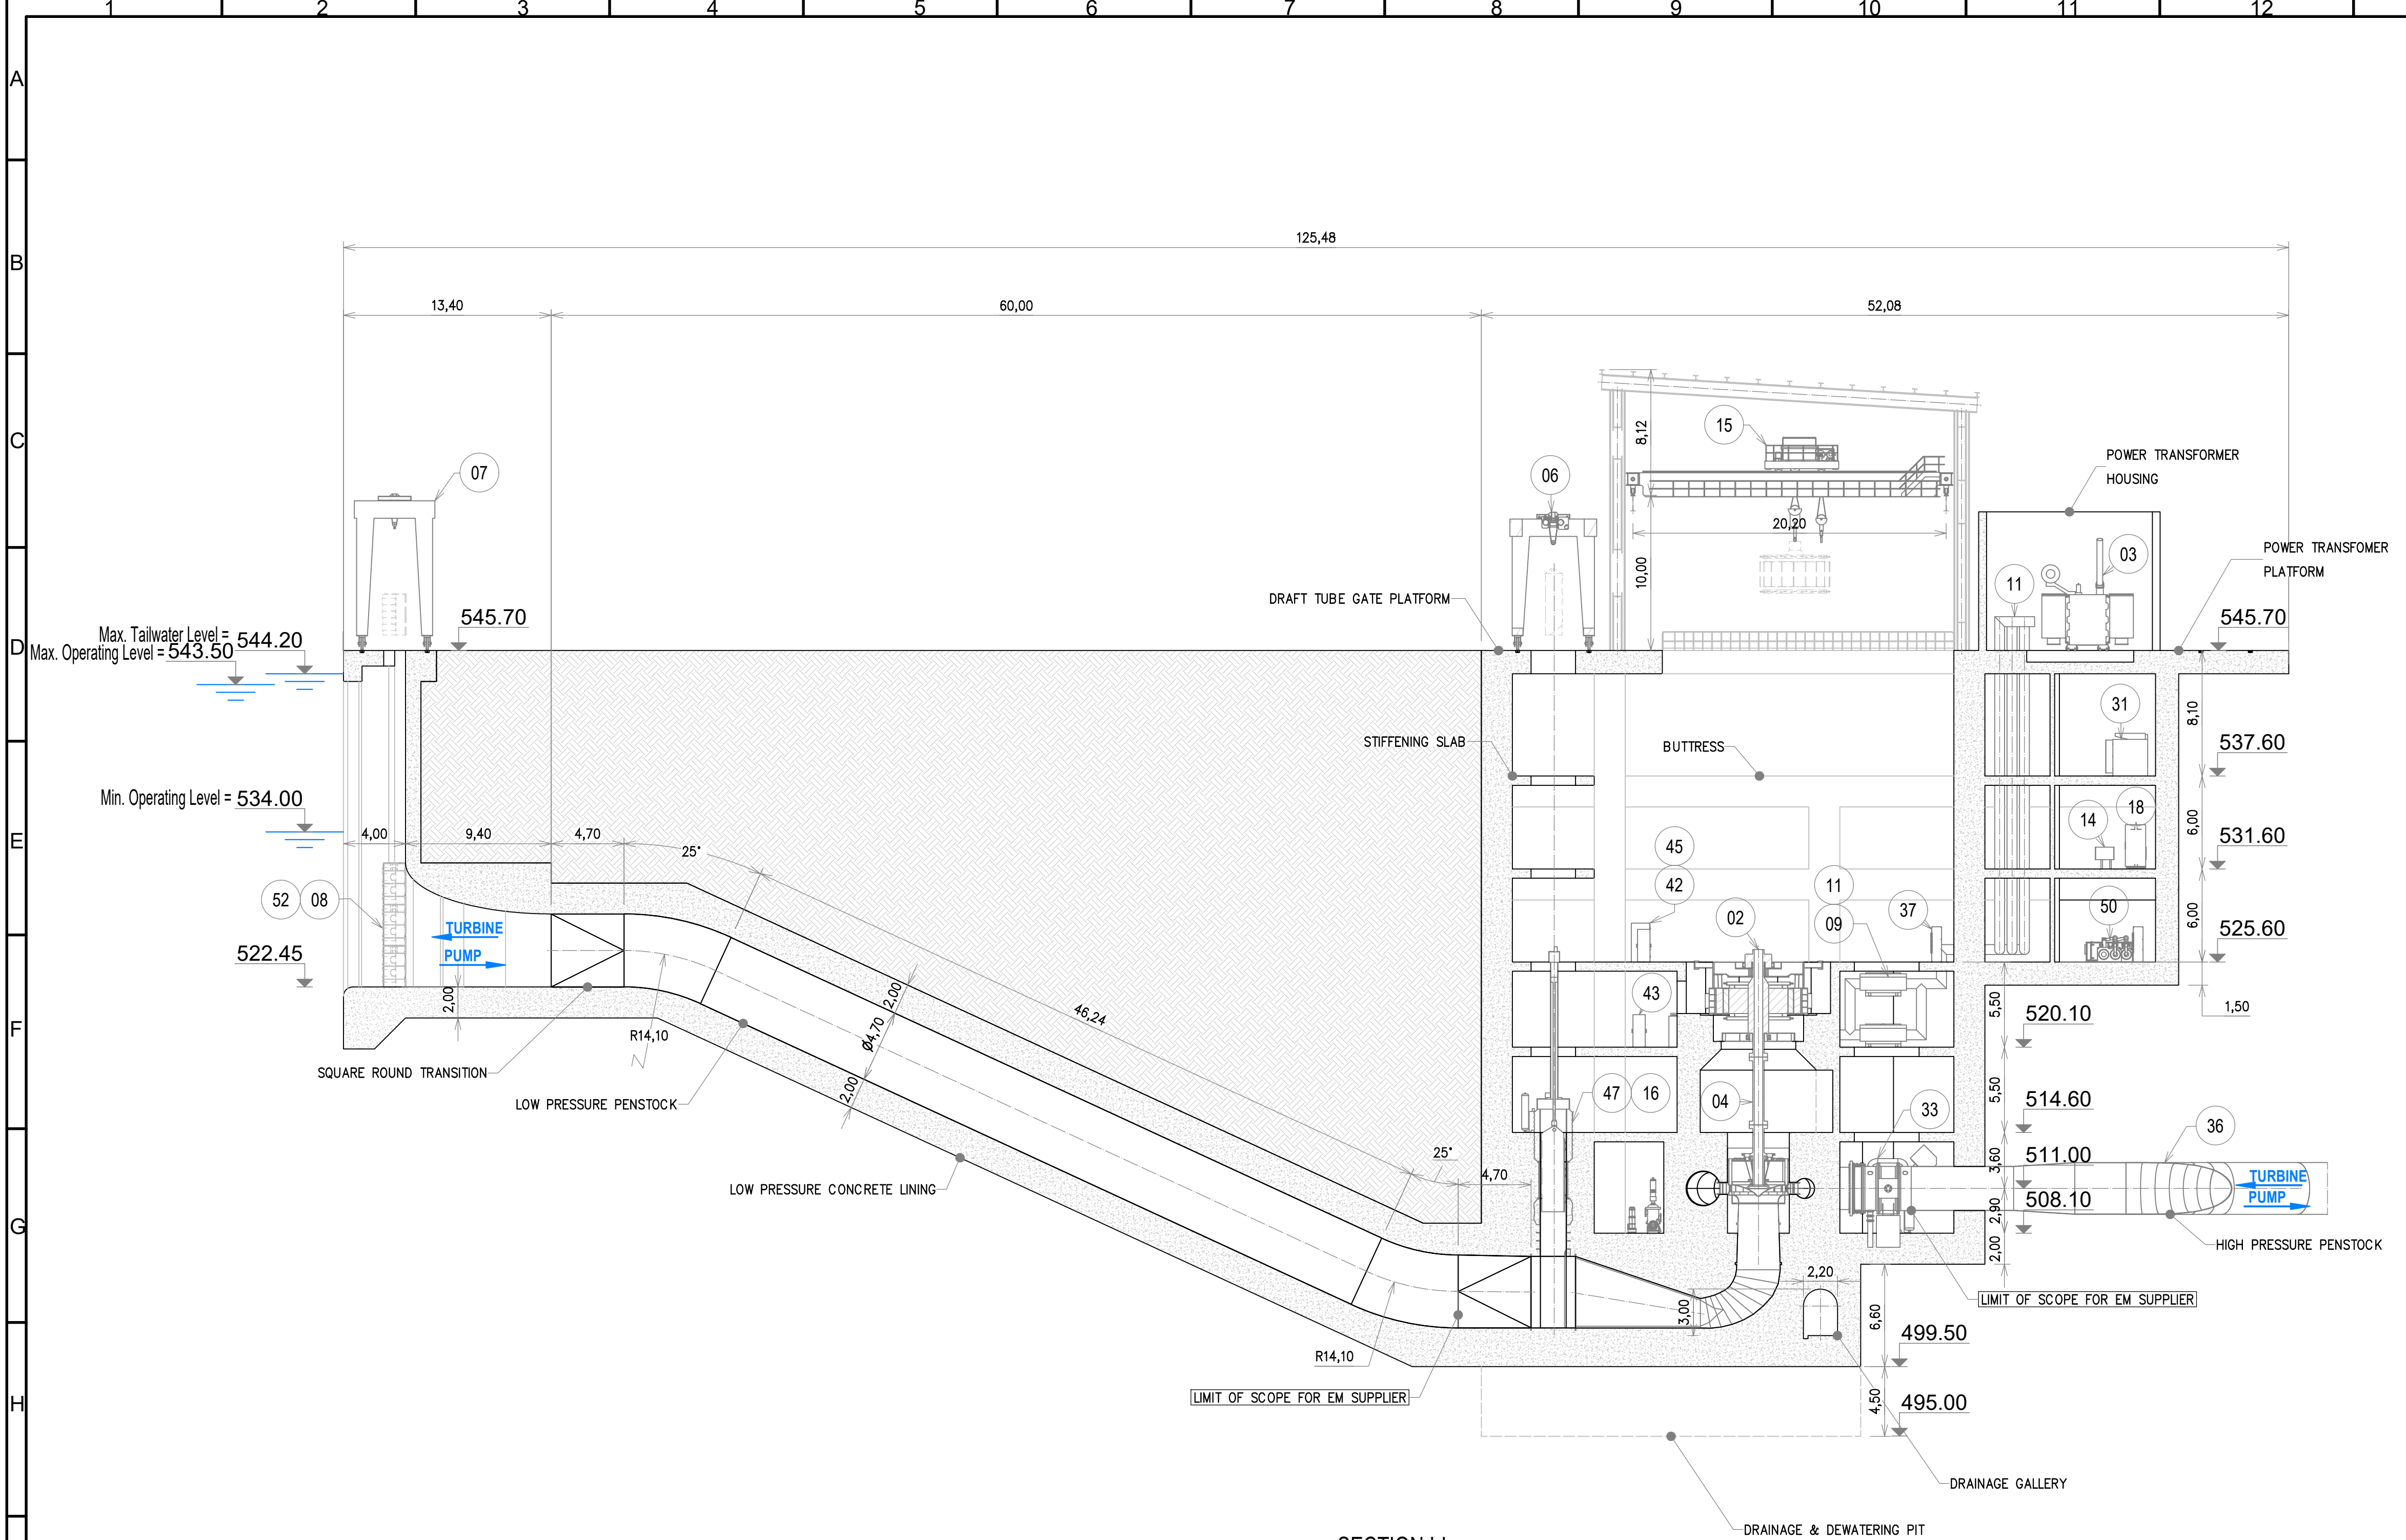 1 2 3 4 5 6 7 8 9 10 11 12
A
B
C
D
E
F
G
H
125,48
13,40 60,00 52,08
07
06
15
8,12
20,20
10,00
POWER TRANSFORMER
HOUSING
03
11
POWER TRANSFOMER
PLATFORM
DRAFT TUBE GATE PLATFORM
545.70
545.70
Max. Tailwater Level = 544.20
Max. Operating Level = 543.50
Min. Operating Level = 534.00
522.45
STIFFENING SLAB
BUTTRESS
31
8,10
537.60
14
18
6,00
531.60
50
6,00
525.60
1,50
4,00 9,40 4,70 25°
52 08
TURBINE
PUMP
2,00
R14,10
SQUARE ROUND TRANSITION
LOW PRESSURE PENSTOCK
2,00
Ø4,70
2,00
46,24
LOW PRESSURE CONCRETE LINING
45
42
02
11
09
37
43
5,50
520.10
47 16
04
33
5,50
514.60
36
3,60
511.00
TURBINE
PUMP
2,90
508.10
2,00
HIGH PRESSURE PENSTOCK
25°
4,70
R14,10
LIMIT OF SCOPE FOR EM SUPPLIER
2,20
3,00
6,60
LIMIT OF SCOPE FOR EM SUPPLIER
499.50
4,50
495.00
DRAINAGE GALLERY
DRAINAGE & DEWATERING PIT